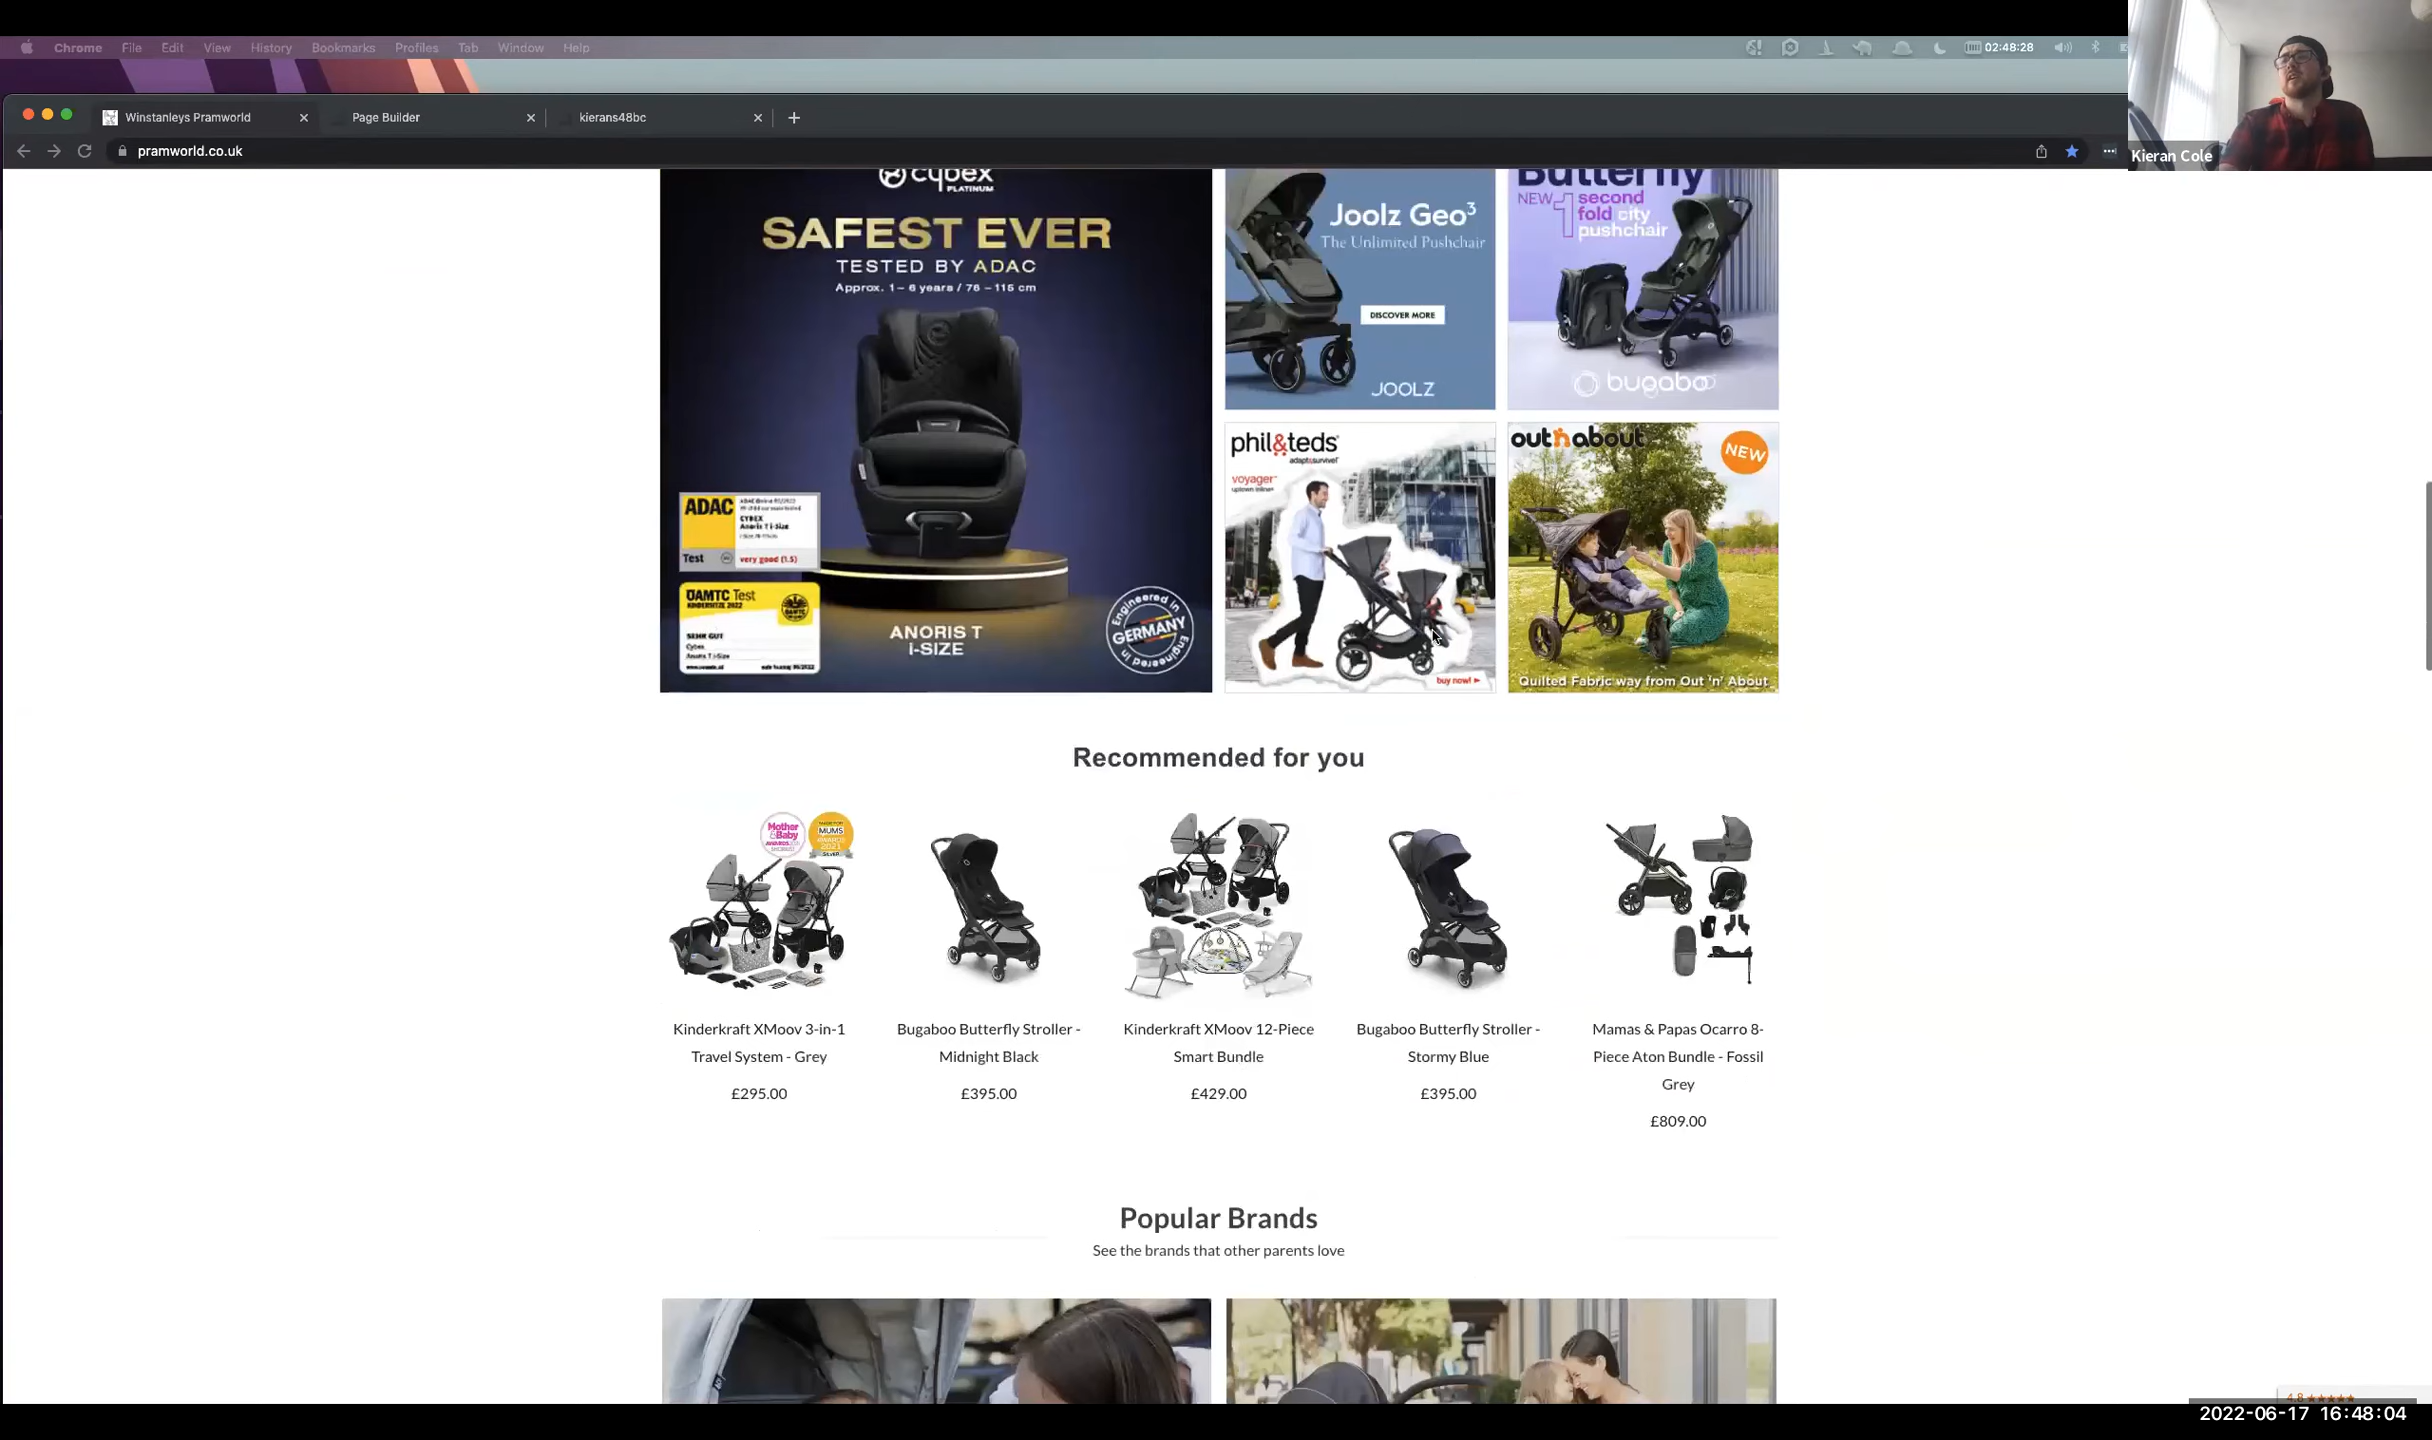 Chrome File Edit View History Bookmarks Profiles Tab Window Help
02:48:28
Winstanleys Pramworld
Page Builder
kierans48bc
pramworld.co.uk
Kieran Cole
cybex
PLATINUM
SAFEST EVER
TESTED BY ADAC
Approx. 1 – 6 years / 76 – 115 cm
ADAC
CYBEX
Anoris T i-Size
Test
very good (1.5)
ÖAMTC Test
KINDERSITZE 2022
SEHR GUT
Cybex
Anoris T i-Size
ANORIS T
i-SIZE
Engineered in
GERMANY
Engineered in
Joolz Geo³
The Unlimited Pushchair
DISCOVER MORE
JOOLZ
Butterfly
NEW 1 second
fold city
pushchair
bugaboo
phil&teds
adapt&survive!
voyager
buy now!
out n about
NEW
Quilted Fabric way from Out 'n' About
Recommended for you
Mother
&Baby
AWARDS
MUMS
AWARDS
2021
SILVER
Kinderkraft XMoov 3-in-1
Travel System - Grey
£295.00
Bugaboo Butterfly Stroller -
Midnight Black
£395.00
Kinderkraft XMoov 12-Piece
Smart Bundle
£429.00
Bugaboo Butterfly Stroller -
Stormy Blue
£395.00
Mamas & Papas Ocarro 8-
Piece Aton Bundle - Fossil
Grey
£809.00
Popular Brands
See the brands that other parents love
4.8
2022-06-17 16:48:04